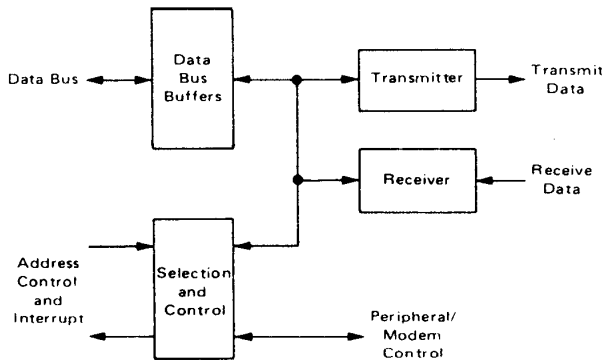 Data Bus
Data
Bus
Buffers
Transmitter
Transmit
Data
Receiver
Receive
Data
Address
Control
and
Interrupt
Selection
and
Control
Peripheral/
Modem
Control